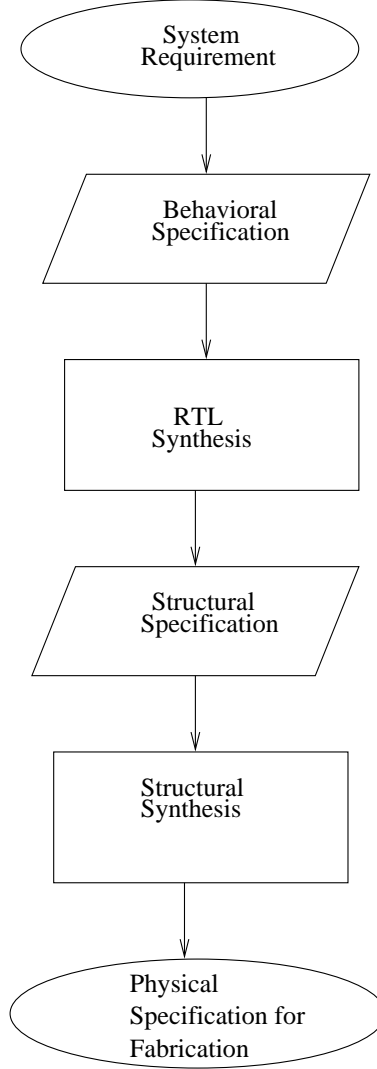 System
Requirement
Behavioral
Specification
RTL
Synthesis
Structural
Specification
Structural
Synthesis
Physical
Specification for
Fabrication